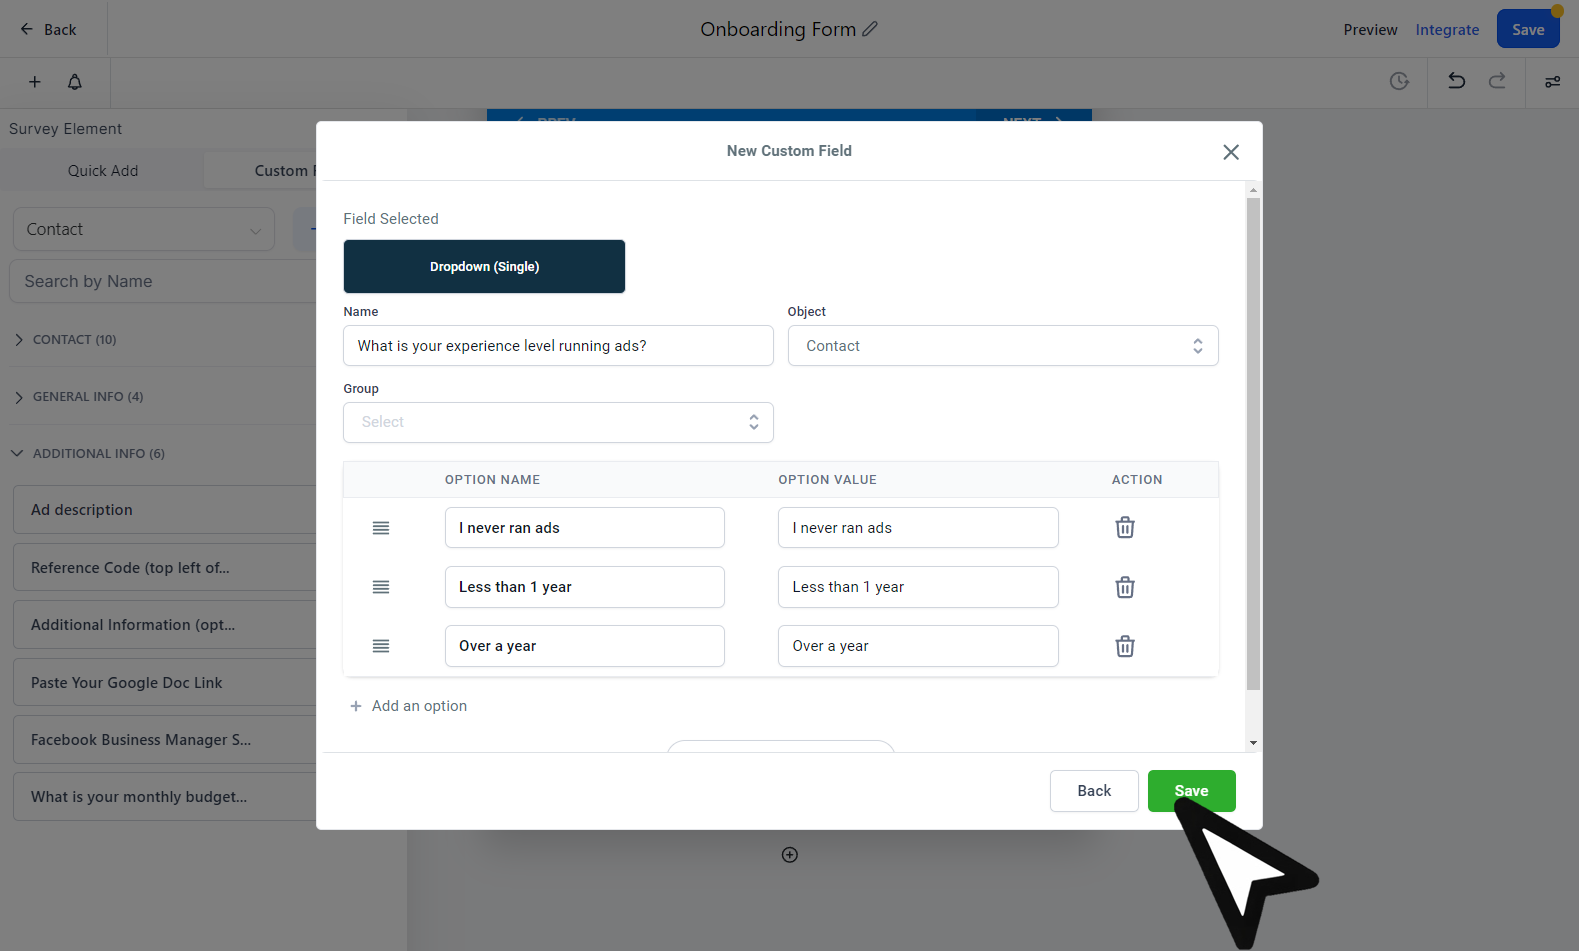 Back
Onboarding Form
Preview
Integrate
Save
Survey Element
Quick Add
Custom F
Contact
Search by Name
CONTACT (10)
GENERAL INFO (4)
ADDITIONAL INFO (6)
Ad description
Reference Code (top left of...
Additional Information (opt...
Paste Your Google Doc Link
Facebook Business Manager S...
What is your monthly budget...
PREV
NEXT
New Custom Field
Field Selected
Dropdown (Single)
Name
Object
What is your experience level running ads?
Contact
Group
Select
OPTION NAME
OPTION VALUE
ACTION
I never ran ads
I never ran ads
Less than 1 year
Less than 1 year
Over a year
Over a year
Add an option
Back
Save